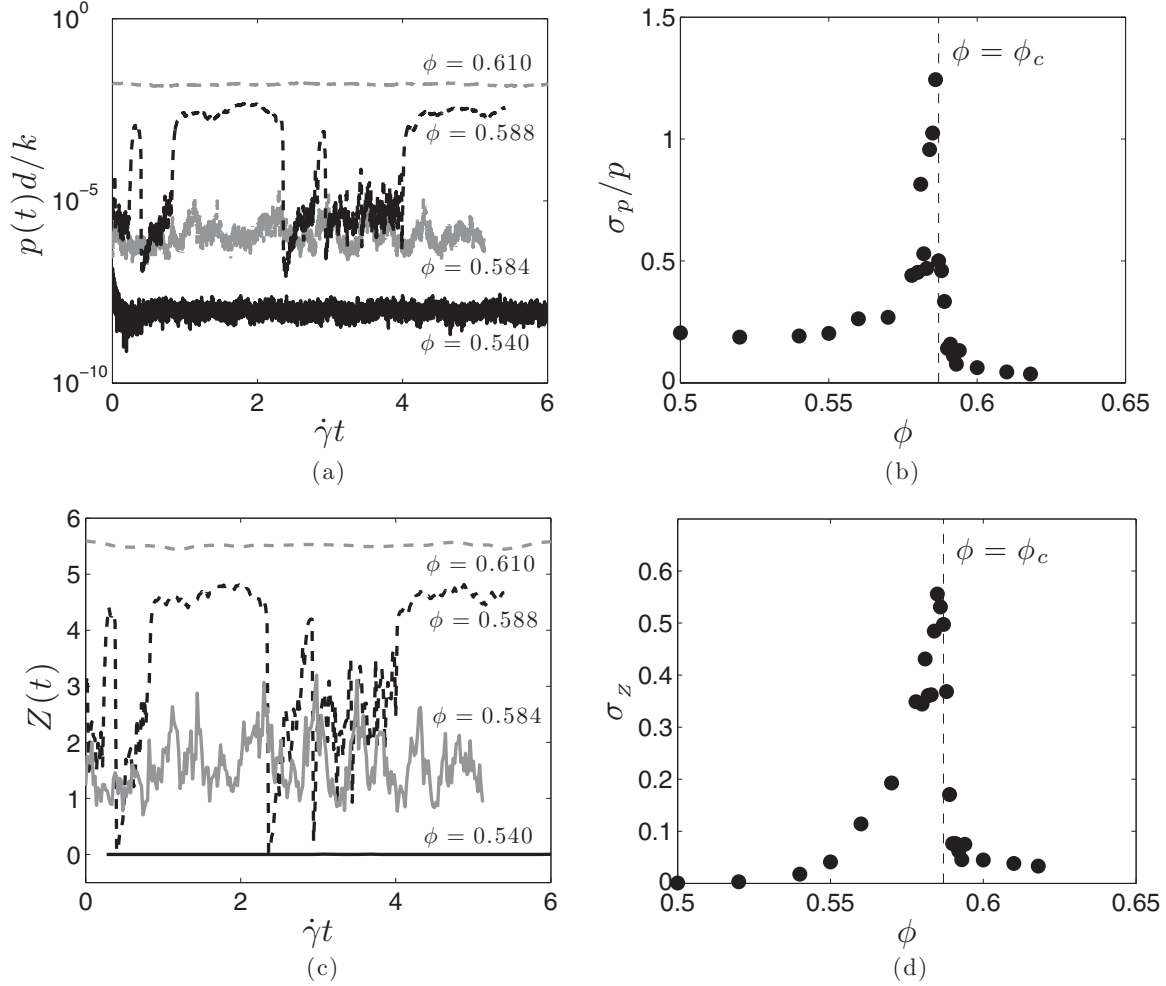 10^0
φ = 0.610
φ = 0.588
10^−5
φ = 0.584
φ = 0.540
10^−10
p(t)d/k
0 2 4 6
γ̇t
(a)
1.5
φ = φ_c
1
0.5
0
σ_p/p
0.5 0.55 0.6 0.65
φ
(b)
6
5
4
3
2
1
0
φ = 0.610
φ = 0.588
φ = 0.584
φ = 0.540
Z(t)
0 2 4 6
γ̇t
(c)
0.6
φ = φ_c
0.5
0.4
0.3
0.2
0.1
0
σ_z
0.5 0.55 0.6 0.65
φ
(d)